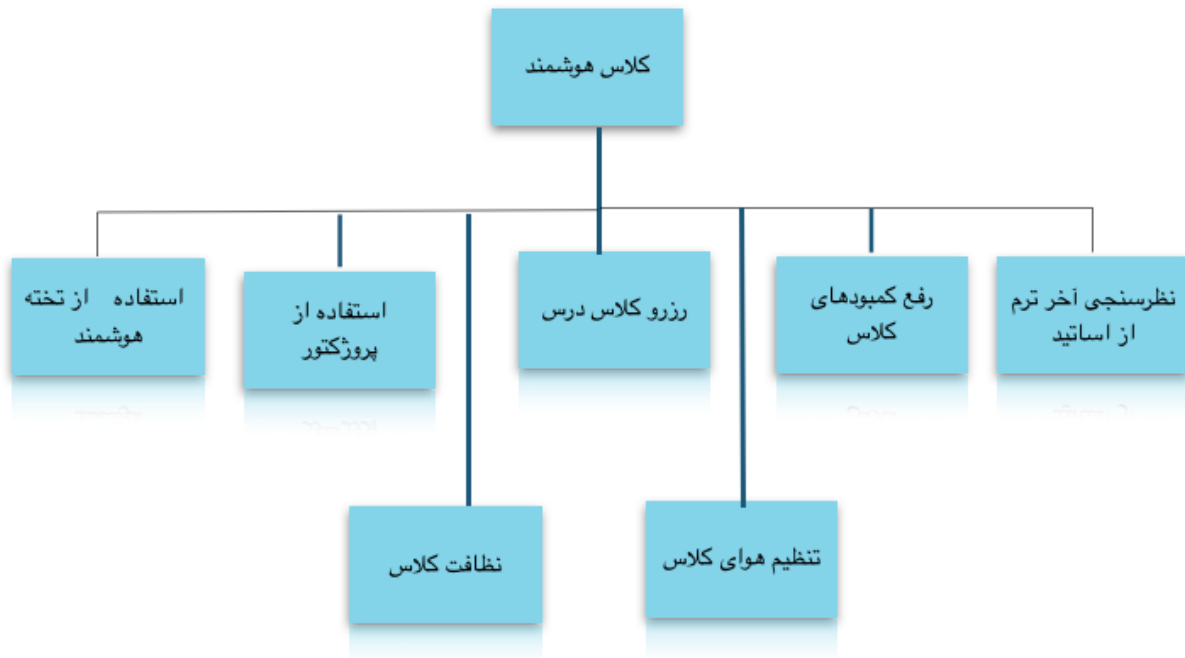 کلاس هوشمند
نظرسنجی آخر ترم
از اساتید
رفع کمبودهای
کلاس
رزرو کلاس درس
استفاده از
پروژکتور
استفاده از تخته
هوشمند
تنظیم هوای کلاس
نظافت کلاس